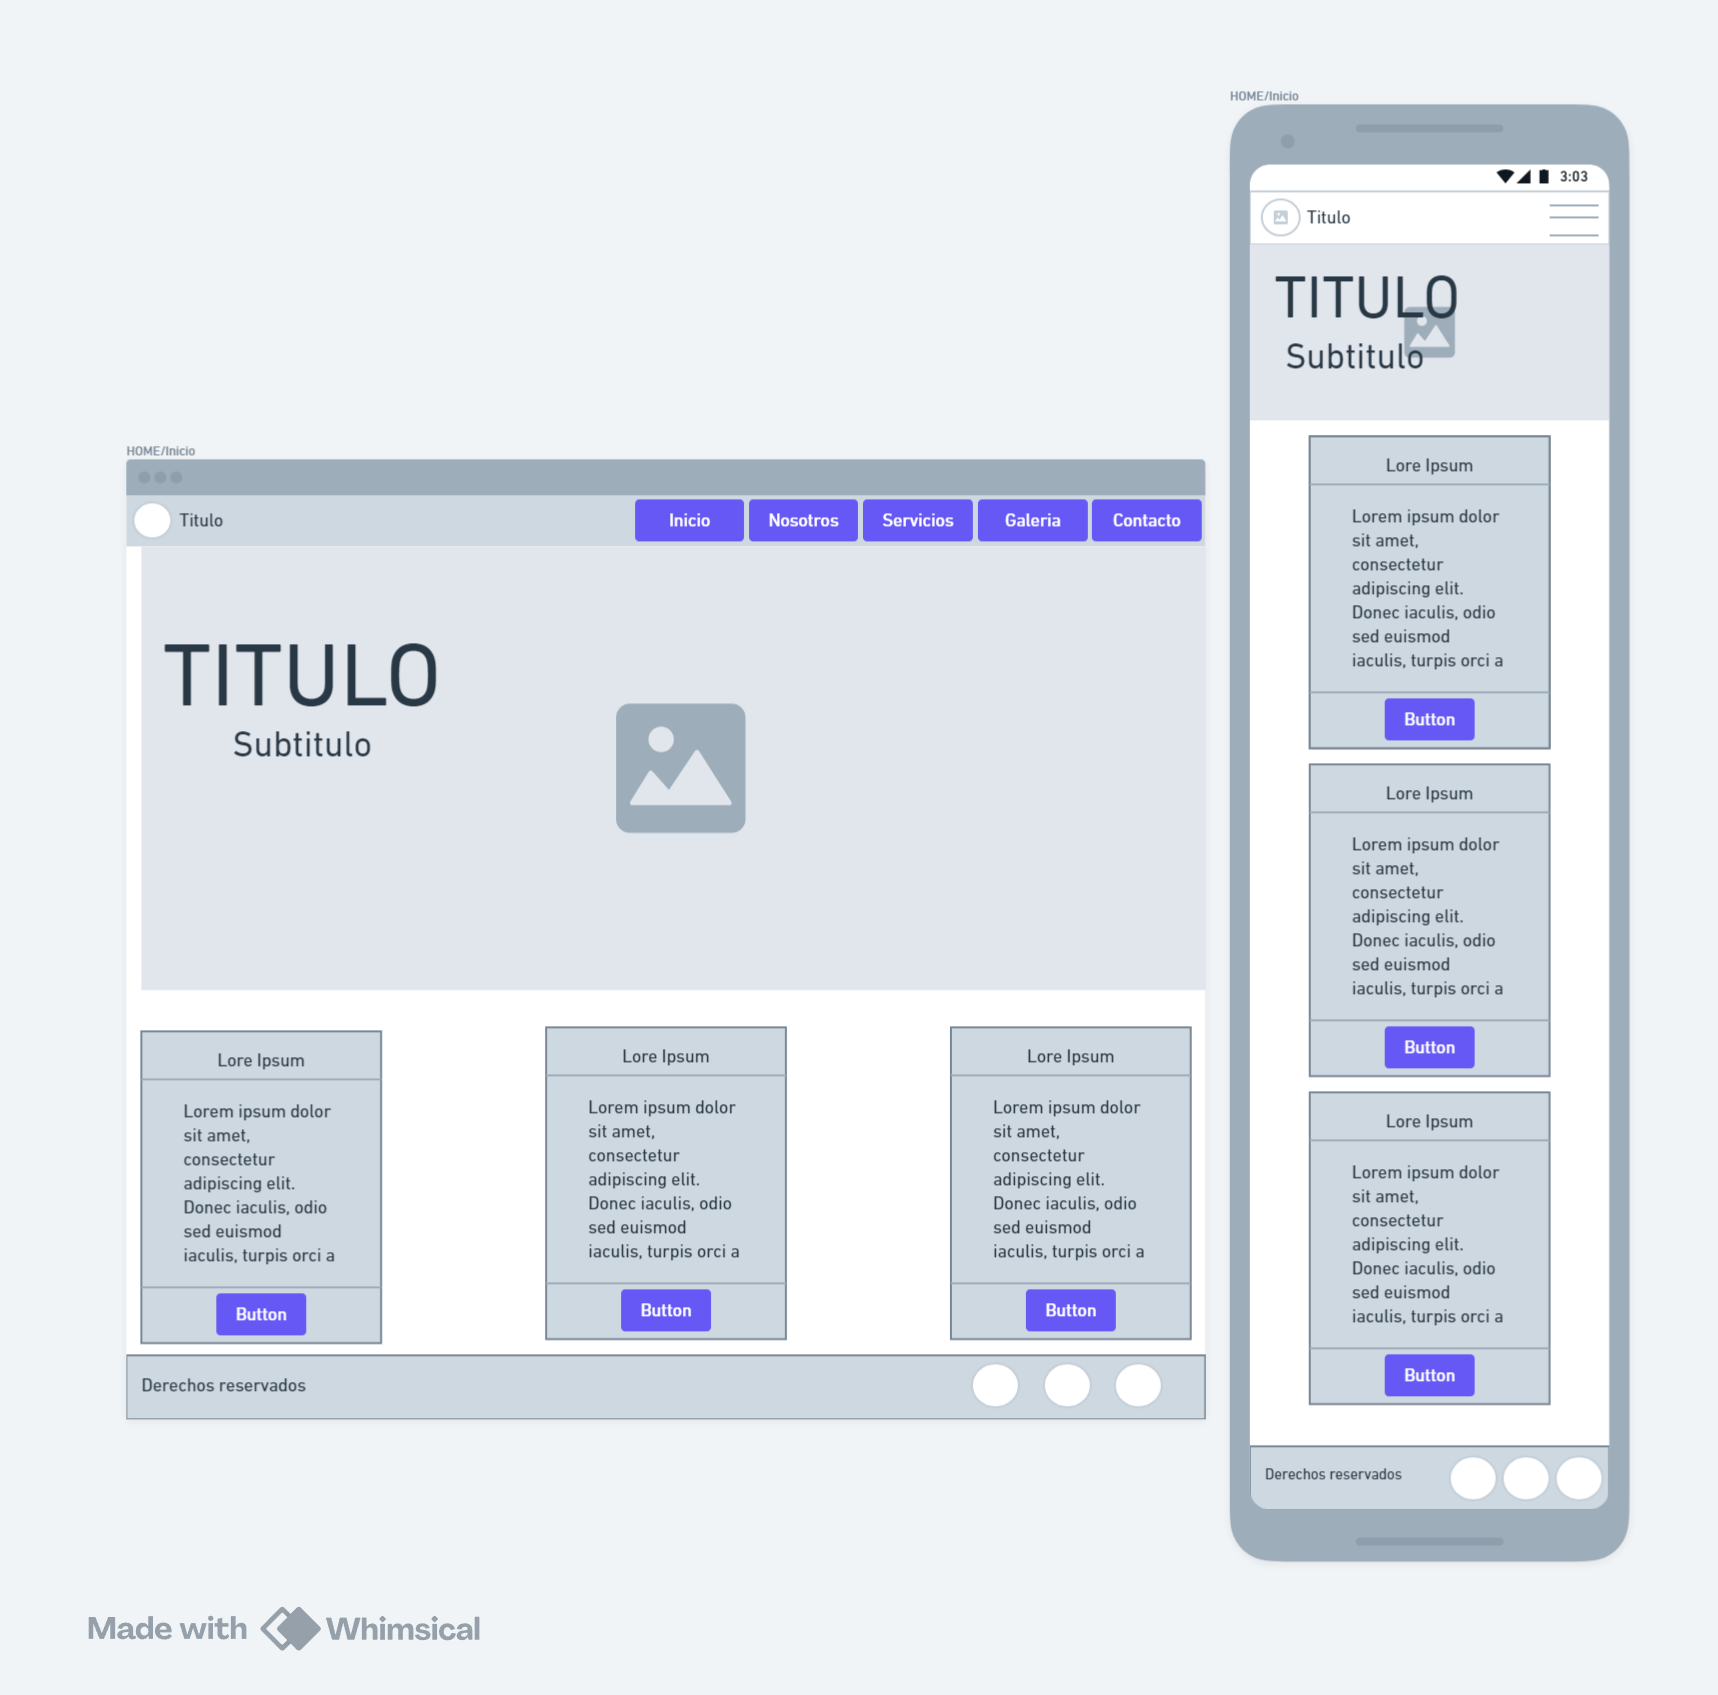 HOME/Inicio
Titulo
Inicio
Nosotros
Servicios
Galeria
Contacto
TITULO
Subtitulo
Lore Ipsum
Lorem ipsum dolor
sit amet,
consectetur
adipiscing elit.
Donec iaculis, odio
sed euismod
iaculis, turpis orci a
Button
Lore Ipsum
Lorem ipsum dolor
sit amet,
consectetur
adipiscing elit.
Donec iaculis, odio
sed euismod
iaculis, turpis orci a
Button
Lore Ipsum
Lorem ipsum dolor
sit amet,
consectetur
adipiscing elit.
Donec iaculis, odio
sed euismod
iaculis, turpis orci a
Button
Derechos reservados
HOME/Inicio
3:03
Titulo
TITULO
Subtitulo
Lore Ipsum
Lorem ipsum dolor
sit amet,
consectetur
adipiscing elit.
Donec iaculis, odio
sed euismod
iaculis, turpis orci a
Button
Lore Ipsum
Lorem ipsum dolor
sit amet,
consectetur
adipiscing elit.
Donec iaculis, odio
sed euismod
iaculis, turpis orci a
Button
Lore Ipsum
Lorem ipsum dolor
sit amet,
consectetur
adipiscing elit.
Donec iaculis, odio
sed euismod
iaculis, turpis orci a
Button
Derechos reservados
Made with Whimsical